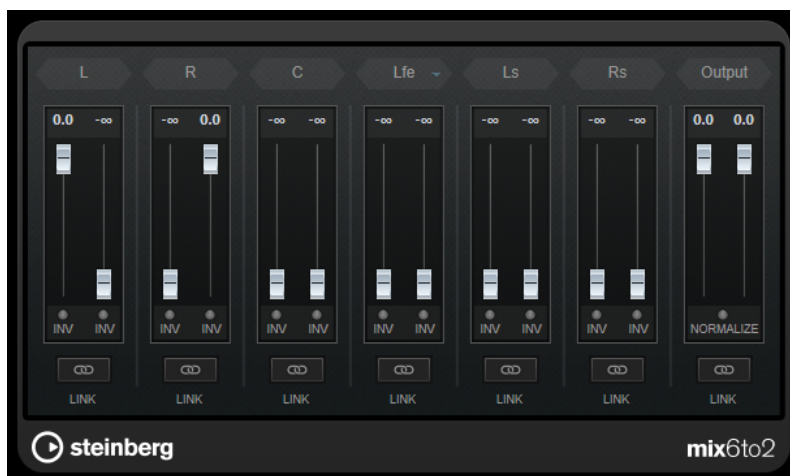 L R C Lfe Ls Rs Output
0.0 -∞ -∞ 0.0 -∞ -∞ -∞ -∞ -∞ -∞ -∞ -∞ 0.0 0.0
INV INV INV INV INV INV INV INV INV INV INV INV NORMALIZE
LINK LINK LINK LINK LINK LINK LINK
steinberg mix6to2